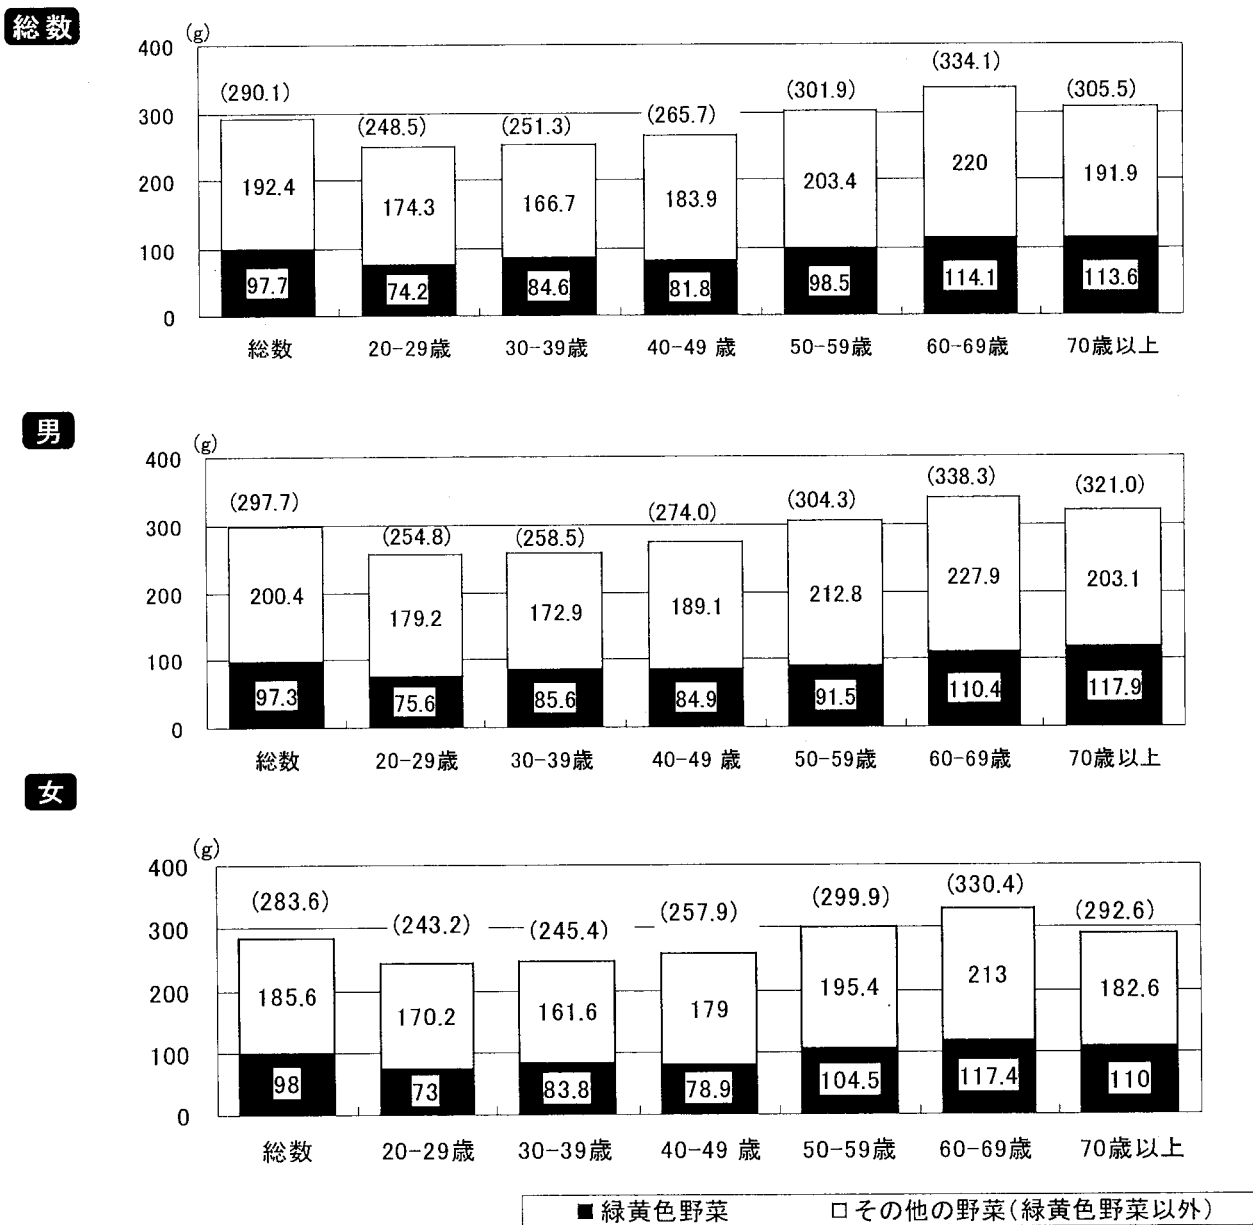 総数
(g)
400
300
200
100
0
(290.1) (248.5) (251.3) (265.7) (301.9) (334.1) (305.5)
192.4 174.3 166.7 183.9 203.4 220 191.9
97.7 74.2 84.6 81.8 98.5 114.1 113.6
総数 20-29歳 30-39歳 40-49 歳 50-59歳 60-69歳 70歳以上
男
(g)
400
300
200
100
0
(297.7) (254.8) (258.5) (274.0) (304.3) (338.3) (321.0)
200.4 179.2 172.9 189.1 212.8 227.9 203.1
97.3 75.6 85.6 84.9 91.5 110.4 117.9
総数 20-29歳 30-39歳 40-49 歳 50-59歳 60-69歳 70歳以上
女
(g)
400
300
200
100
0
(283.6) (243.2) (245.4) (257.9) (299.9) (330.4) (292.6)
185.6 170.2 161.6 179 195.4 213 182.6
98 73 83.8 78.9 104.5 117.4 110
総数 20-29歳 30-39歳 40-49 歳 50-59歳 60-69歳 70歳以上
■緑黄色野菜 □その他の野菜(緑黄色野菜以外)